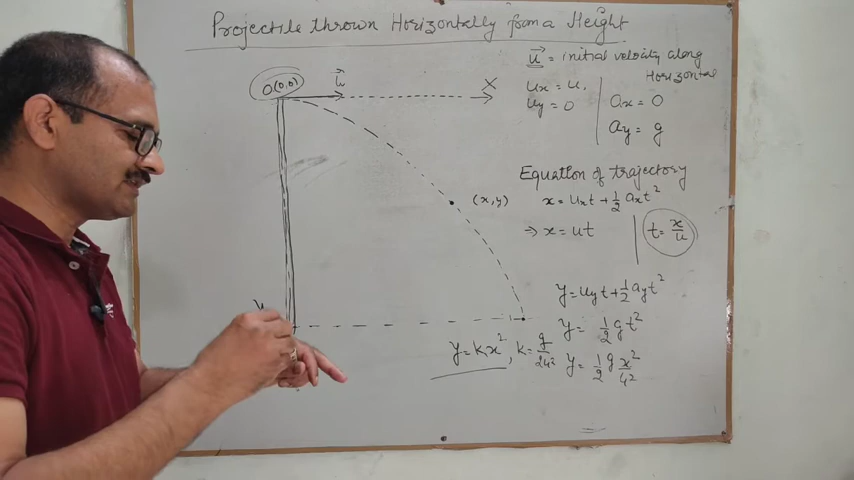 Projectile thrown Horizontally from a Height
O(0,0)
u⃗
X
u⃗ = initial velocity along
Horizontal
ux = u,
uy = 0
ax = 0
ay = g
Equation of trajectory
(x,y)
x = uxt + 1/2 axt²
⇒ x = ut
t = x/u
y = uyt + 1/2 ayt²
y = 1/2 gt²
y = 1/2 g x²/u²
y = kx², k = g/2u²
y